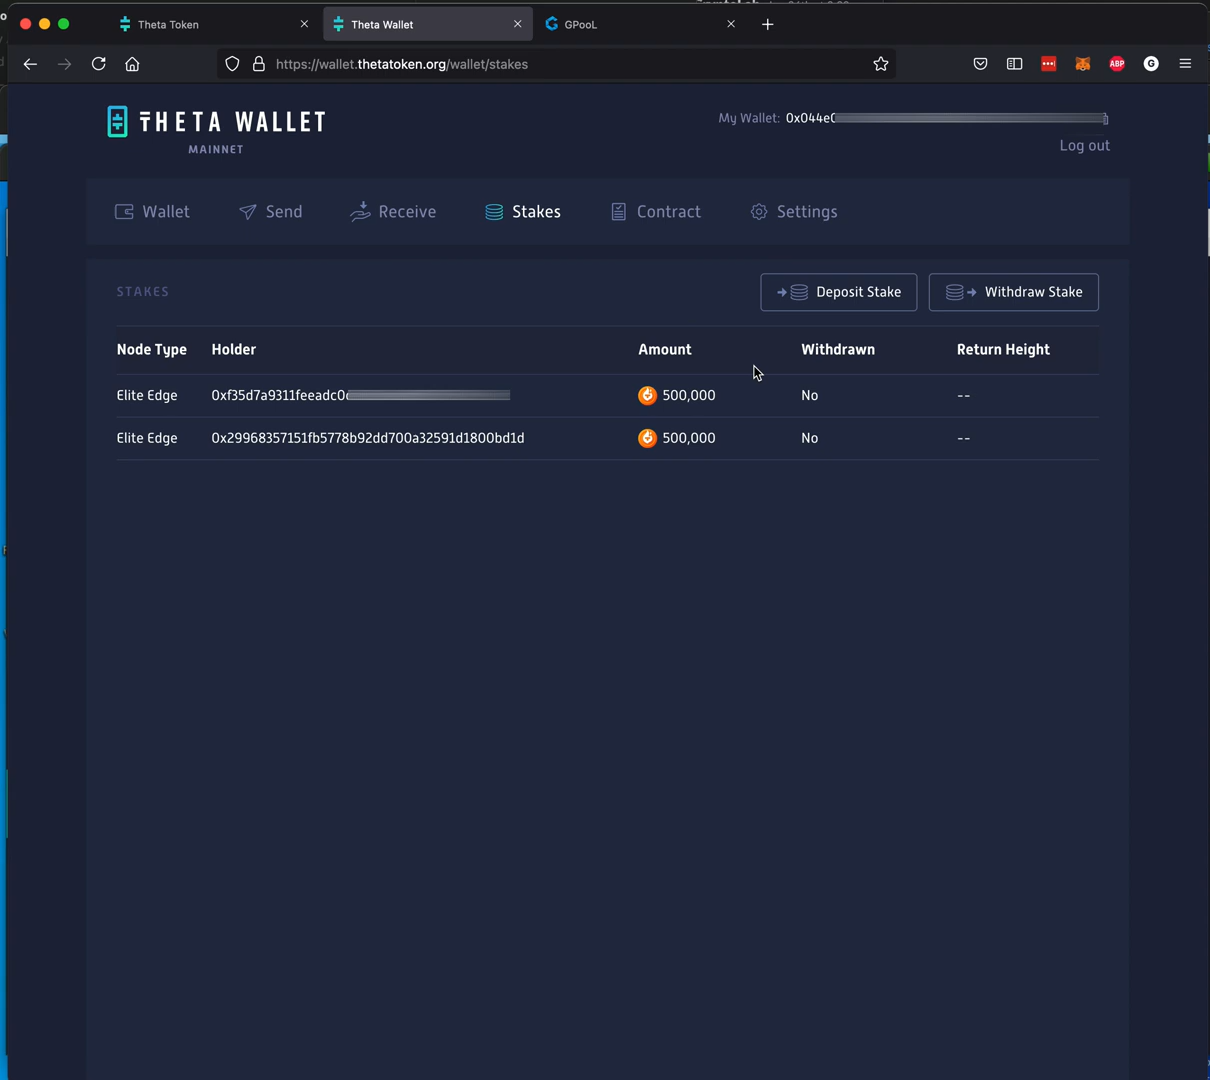 Theta Token
Theta Wallet
GPooL
https://wallet.thetatoken.org/wallet/stakes
ABP
G
THETA WALLET
MAINNET
My Wallet: 0x044e
Log out
Wallet
Send
Receive
Stakes
Contract
Settings
STAKES
Deposit Stake
Withdraw Stake
Node Type Holder Amount Withdrawn Return Height
Elite Edge 0xf35d7a9311feeadc0 500,000 No --
Elite Edge 0x29968357151fb5778b92dd700a32591d1800bd1d 500,000 No --